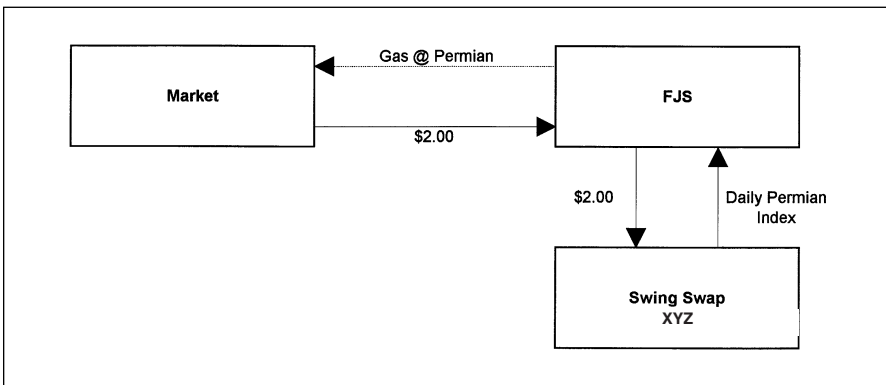 Gas @ Permian
Market
FJS
$2.00
$2.00
Daily Permian
Index
Swing Swap
XYZ